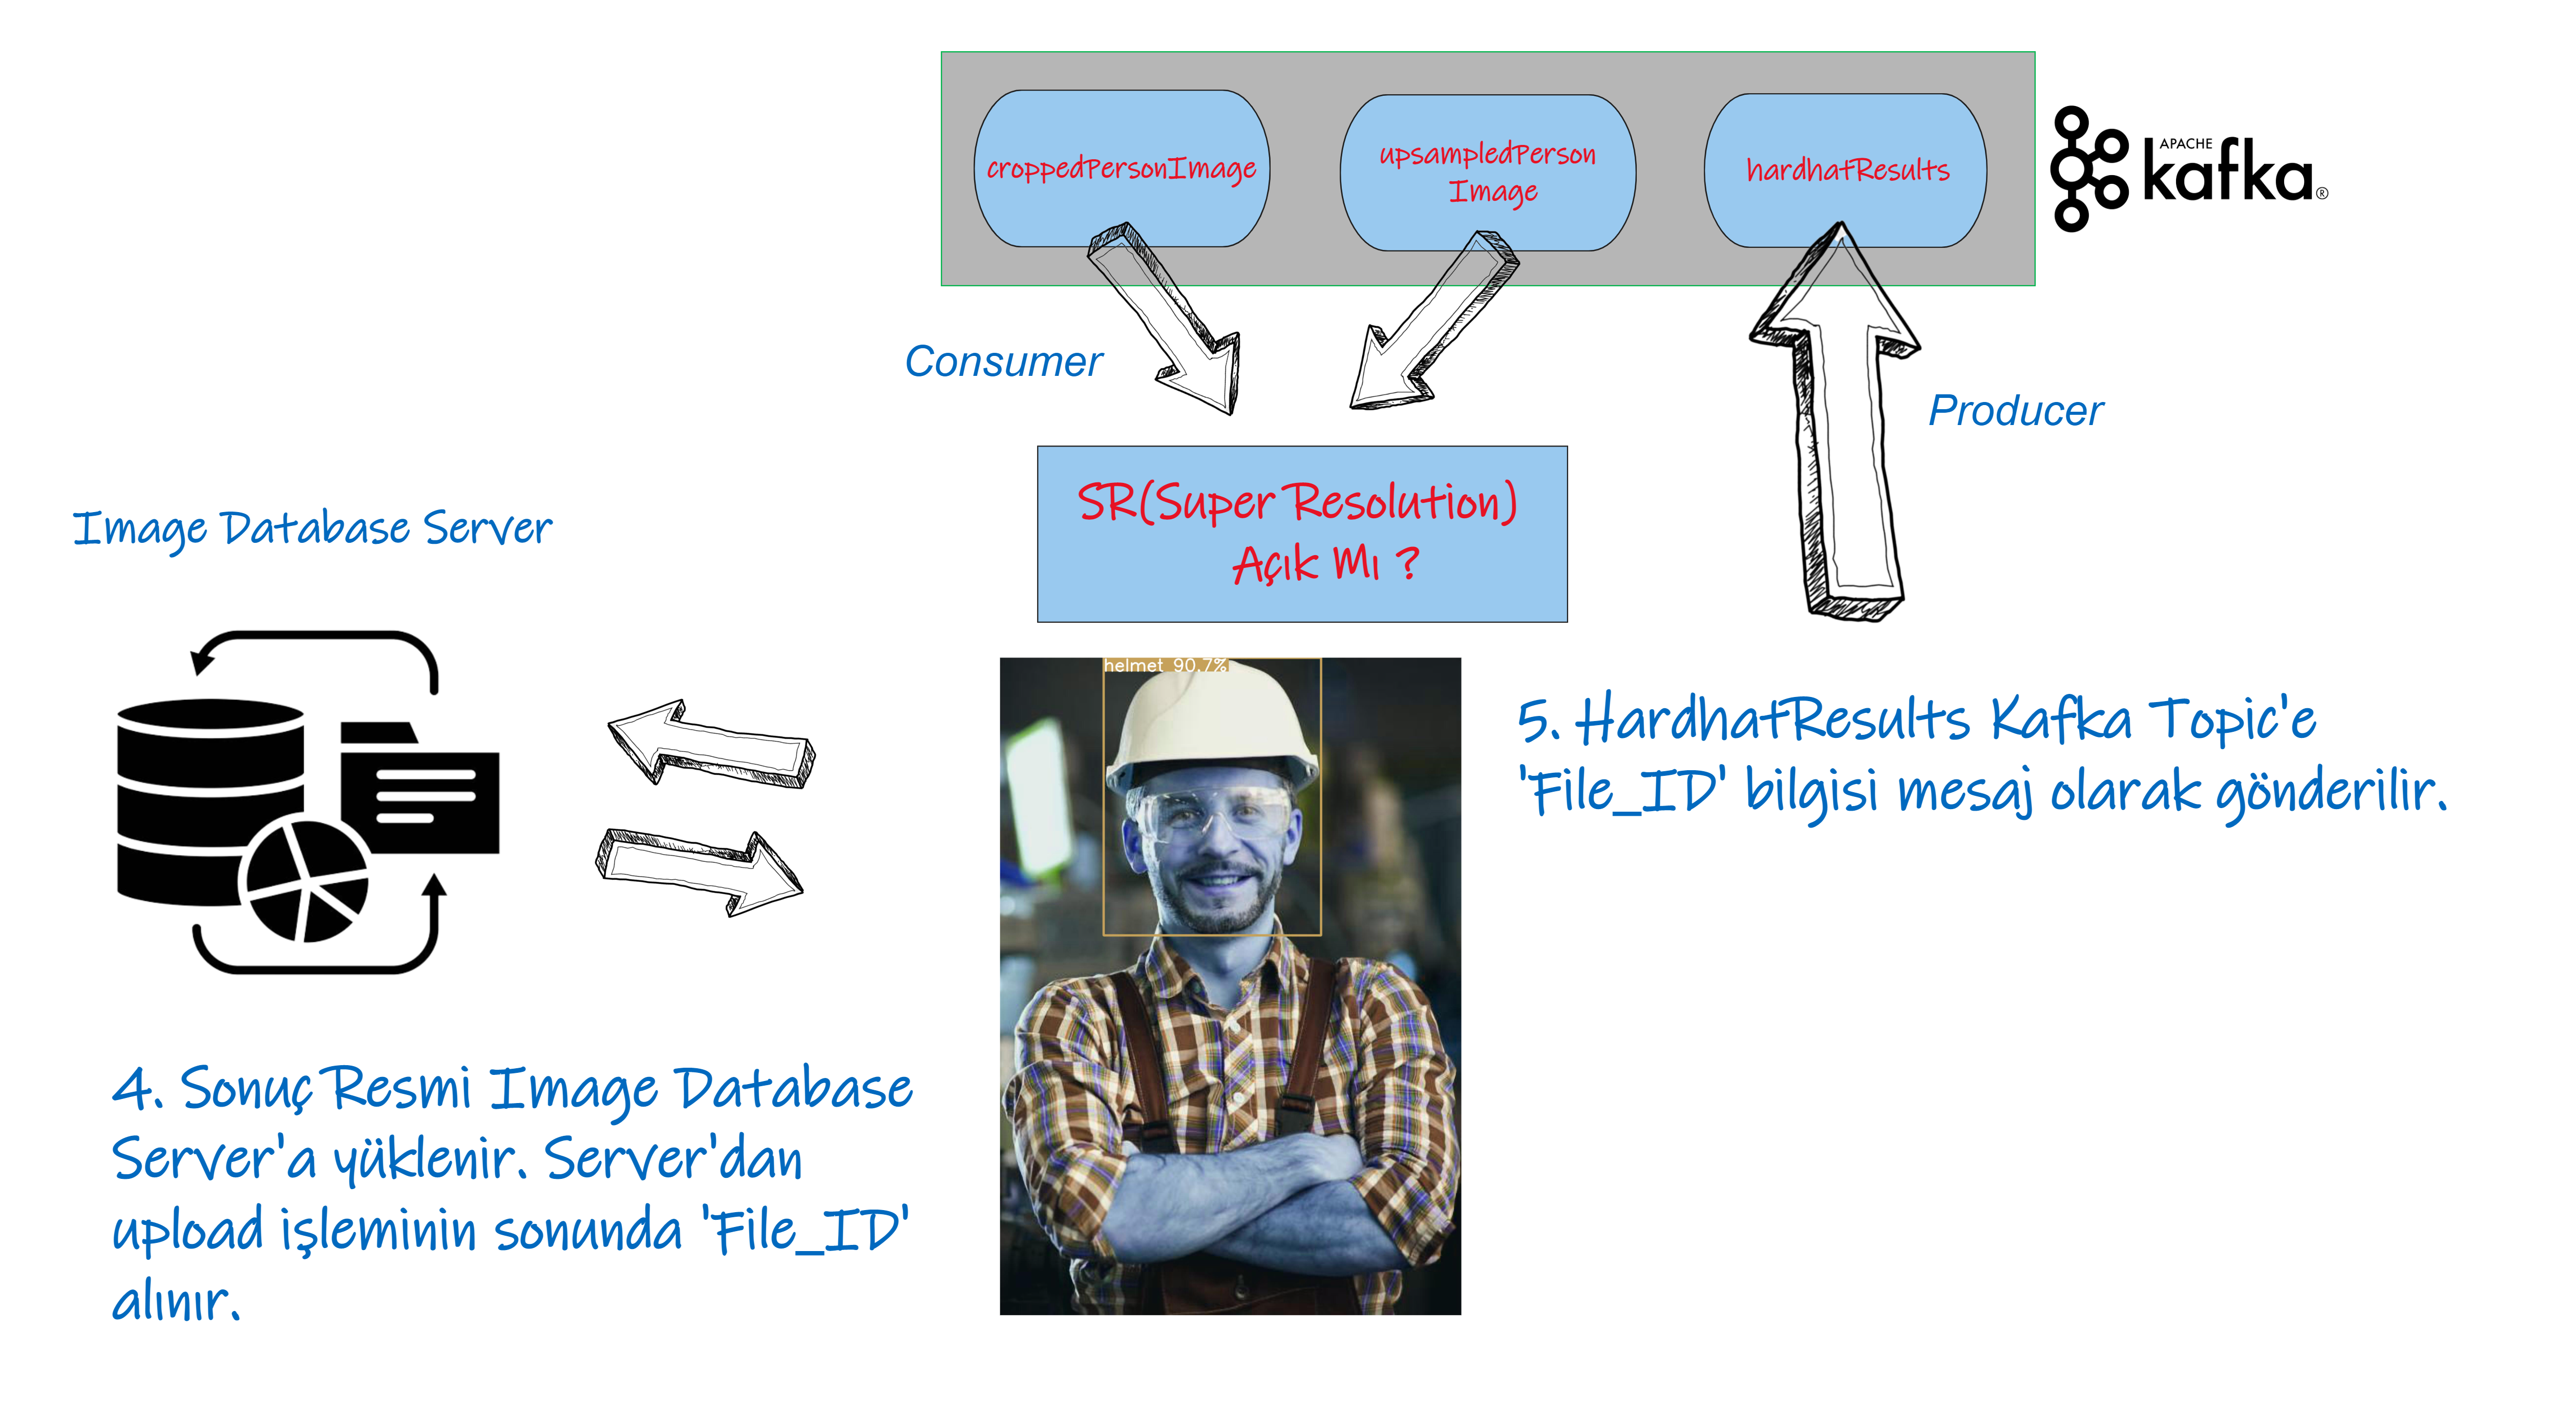 croppedPersonImage
upsampledPerson
Image
hardhatResults
APACHE
kafka®
Consumer
Producer
SR(Super Resolution)
Açık Mı ?
Image Database Server
helmet 90.7%
5. HardhatResults Kafka Topic'e
'File_ID' bilgisi mesaj olarak gönderilir.
4. Sonuç Resmi Image Database
Server'a yüklenir. Server'dan
upload işleminin sonunda 'File_ID'
alınır.